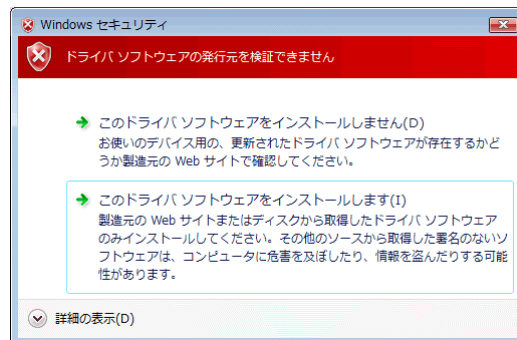 Windows セキュリティ
ドライバ ソフトウェアの発行元を検証できません
このドライバ ソフトウェアをインストールしません(D)
お使いのデバイス用の、更新されたドライバ ソフトウェアが存在するかど
うか製造元の Web サイトで確認してください。
このドライバ ソフトウェアをインストールします(I)
製造元の Web サイトまたはディスクから取得したドライバ ソフトウェア
のみインストールしてください。その他のソースから取得した署名のないソ
フトウェアは、コンピュータに危害を及ぼしたり、情報を盗んだりする可能
性があります。
詳細の表示(D)